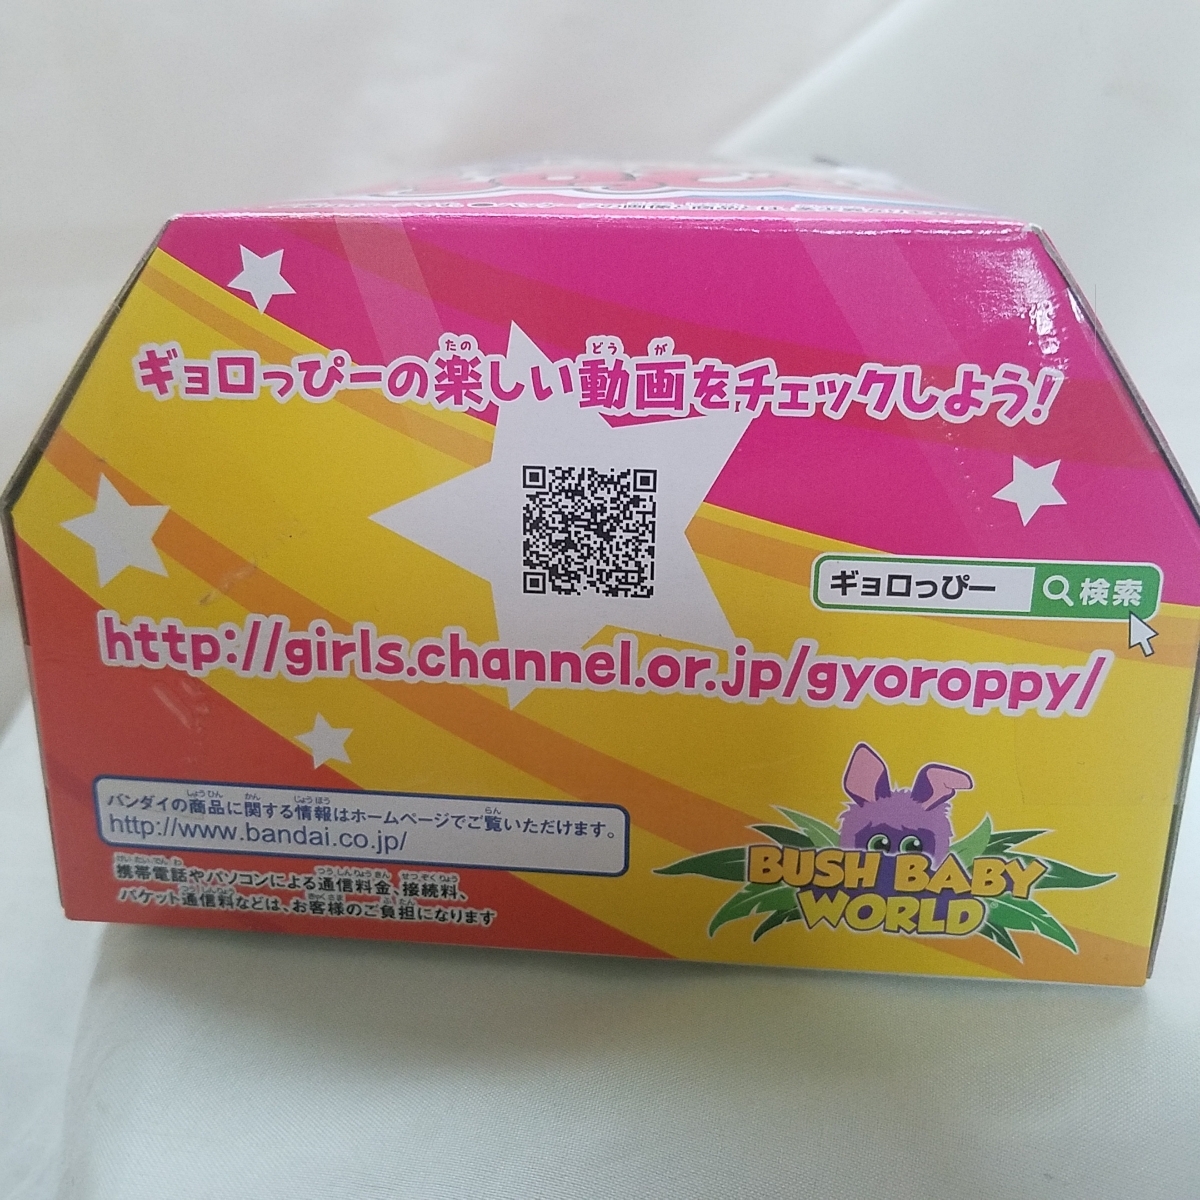 ギョロっぴーの楽しい動画をチェックしよう!
ギョロっぴー 検索
http://girls.channel.or.jp/gyoroppy/
バンダイの商品に関する情報はホームページでご覧いただけます。
http://www.bandai.co.jp/
携帯電話やパソコンによる通信料金、接続料、
パケット通信料などは、お客様のご負担になります
BUSH BABY
WORLD